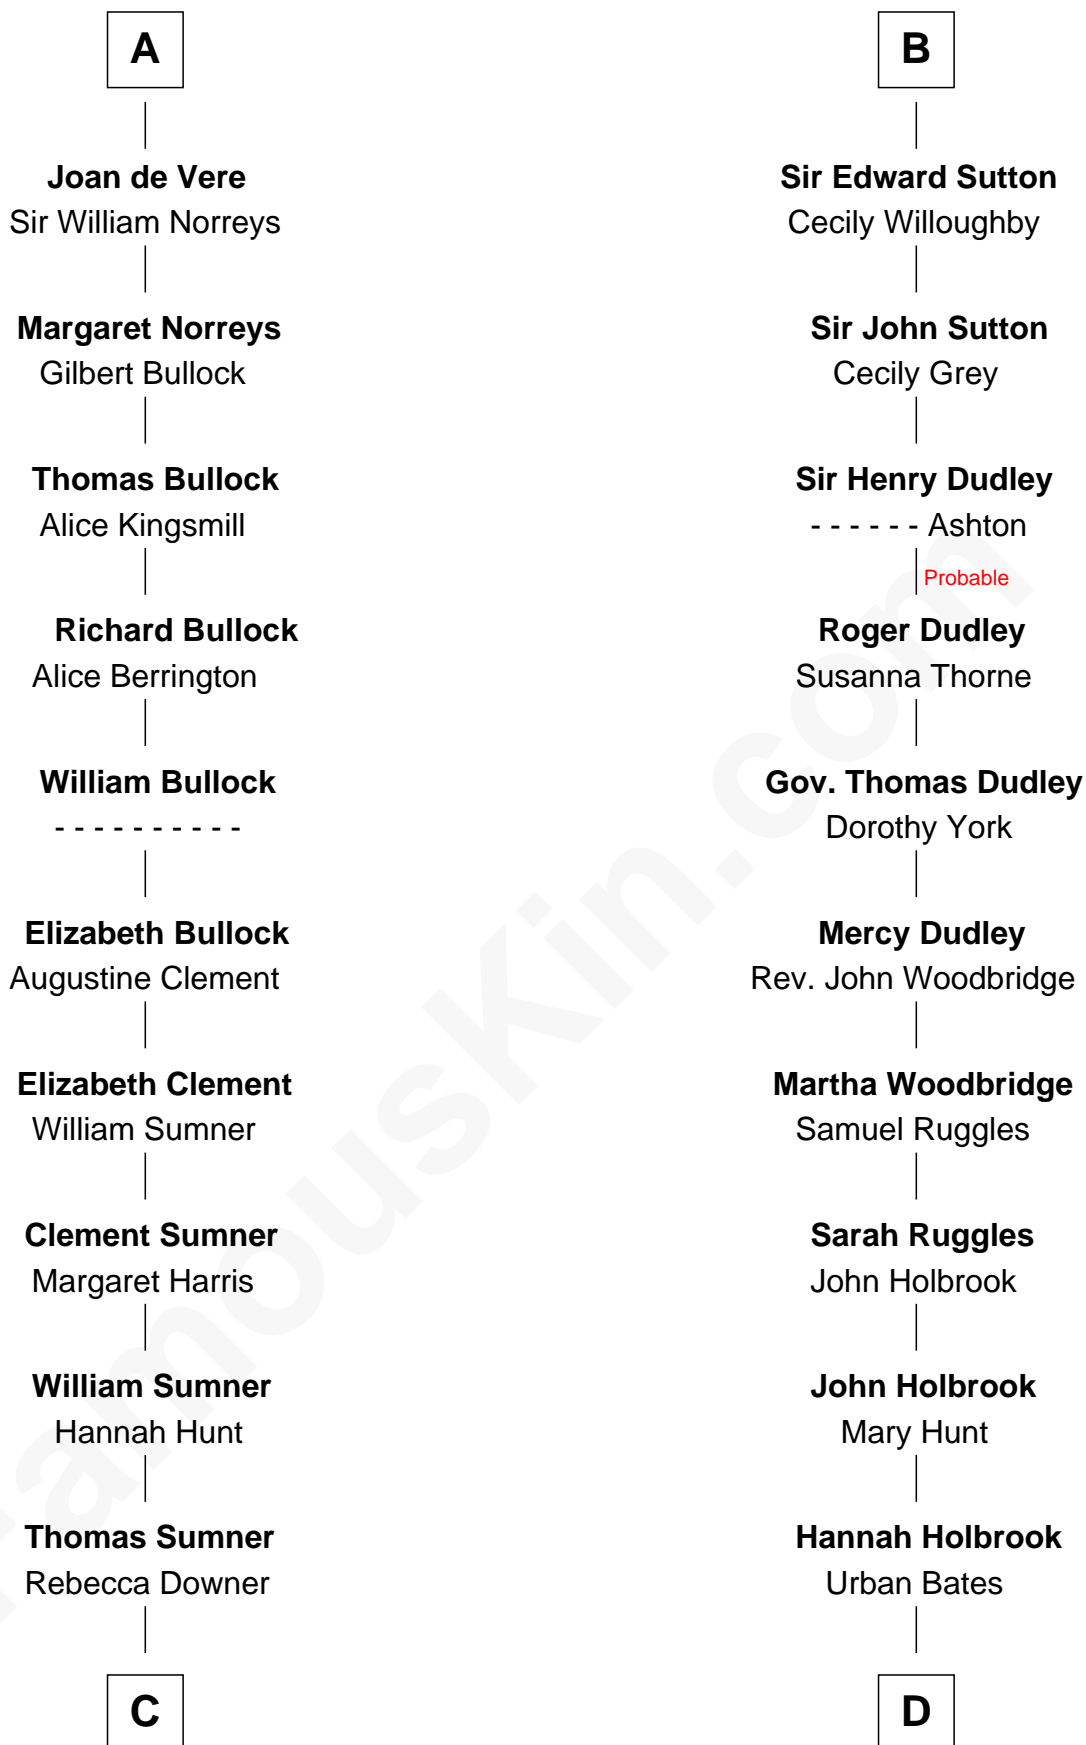 A
Joan de Vere
Sir William Norreys
Margaret Norreys
Gilbert Bullock
Thomas Bullock
Alice Kingsmill
Richard Bullock
Alice Berrington
William Bullock
- - - - - - - - - -
Elizabeth Bullock
Augustine Clement
Elizabeth Clement
William Sumner
Clement Sumner
Margaret Harris
William Sumner
Hannah Hunt
Thomas Sumner
Rebecca Downer
C
B
Sir Edward Sutton
Cecily Willoughby
Sir John Sutton
Cecily Grey
Sir Henry Dudley
- - - - - - Ashton
Probable
Roger Dudley
Susanna Thorne
Gov. Thomas Dudley
Dorothy York
Mercy Dudley
Rev. John Woodbridge
Martha Woodbridge
Samuel Ruggles
Sarah Ruggles
John Holbrook
John Holbrook
Mary Hunt
Hannah Holbrook
Urban Bates
D
FamousKin.com